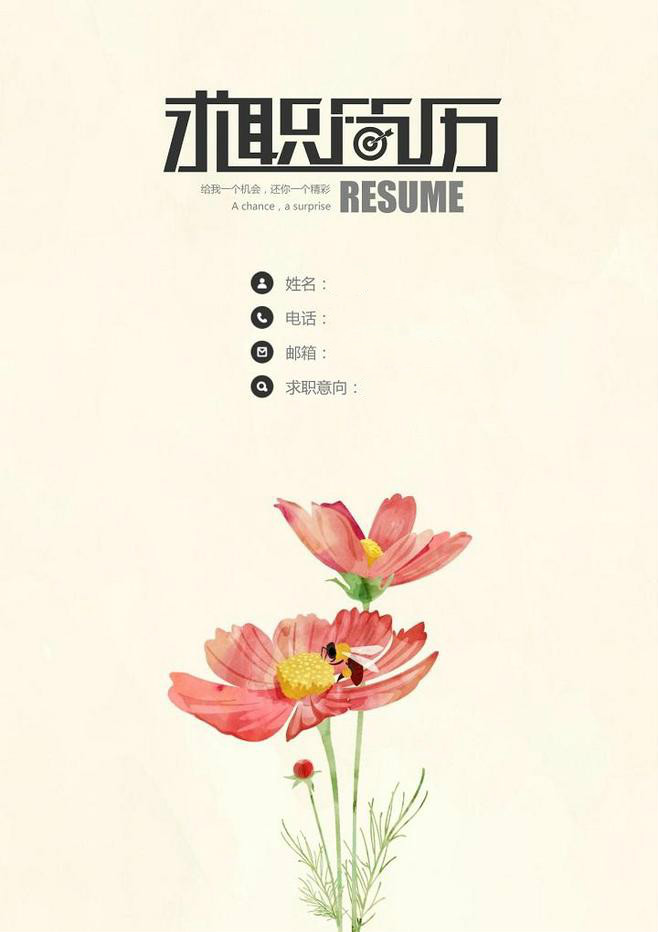 求职简历
给我一个机会，还你一个精彩
A chance，a surprise
RESUME
姓名：
电话：
邮箱：
求职意向：